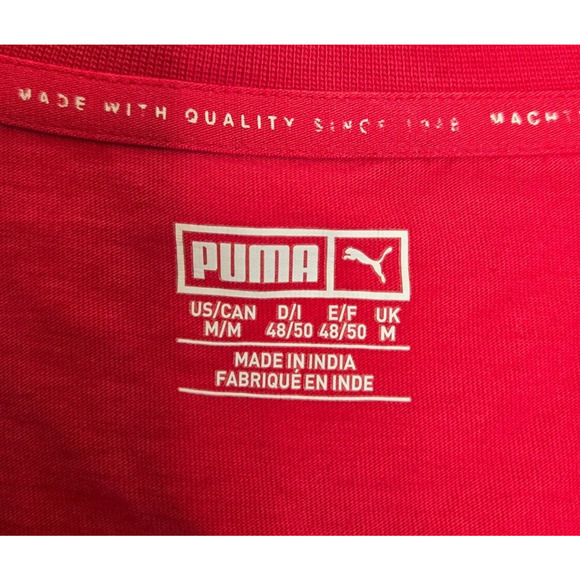 MADE WITH QUALITY SINCE 1948 MACHT
PUMA
US/CAN D/I E/F UK
M/M 48/50 48/50 M
MADE IN INDIA
FABRIQUÉ EN INDE